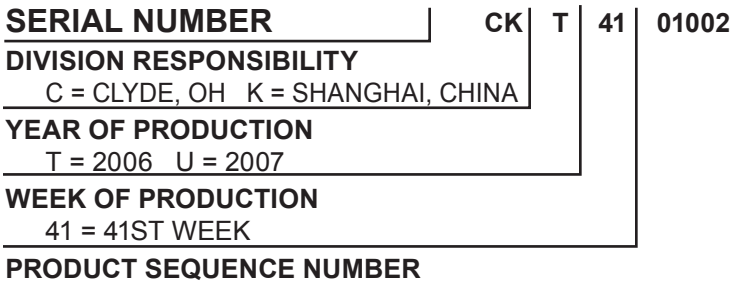 SERIAL NUMBER CK T 41 01002
DIVISION RESPONSIBILITY
C = CLYDE, OH K = SHANGHAI, CHINA
YEAR OF PRODUCTION
T = 2006 U = 2007
WEEK OF PRODUCTION
41 = 41ST WEEK
PRODUCT SEQUENCE NUMBER